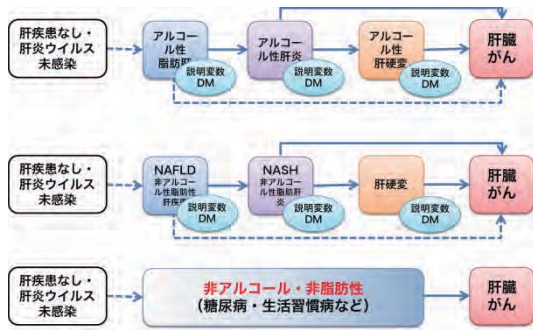 肝疾患なし・
肝炎ウイルス
未感染
アルコ
ール性
脂肪肝
説明変数
DM
アルコー
ル性肝炎
説明変数
DM
アルコー
ル性
肝硬変
説明変数
DM
肝臓
がん
肝疾患なし・
肝炎ウイルス
未感染
NAFLD
非アルコー
ル性脂肪性
肝疾患
説明変数
DM
NASH
非アルコー
ル性脂肪肝
炎
説明変数
DM
肝硬変
説明変数
DM
肝臓
がん
肝疾患なし・
肝炎ウイルス
未感染
非アルコール・非脂肪性
（糖尿病・生活習慣病など）
肝臓
がん